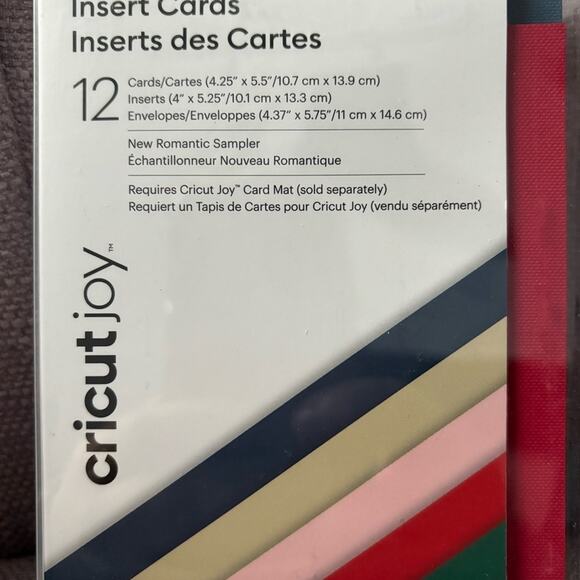 Insert Cards
Inserts des Cartes
12
Cards/Cartes (4.25” x 5.5”/10.7 cm x 13.9 cm)
Inserts (4” x 5.25”/10.1 cm x 13.3 cm)
Envelopes/Enveloppes (4.37” x 5.75”/11 cm x 14.6 cm)
New Romantic Sampler
Échantillonneur Nouveau Romantique
Requires Cricut Joy™ Card Mat (sold separately)
Requiert un Tapis de Cartes pour Cricut Joy (vendu séparément)
cricut joy™